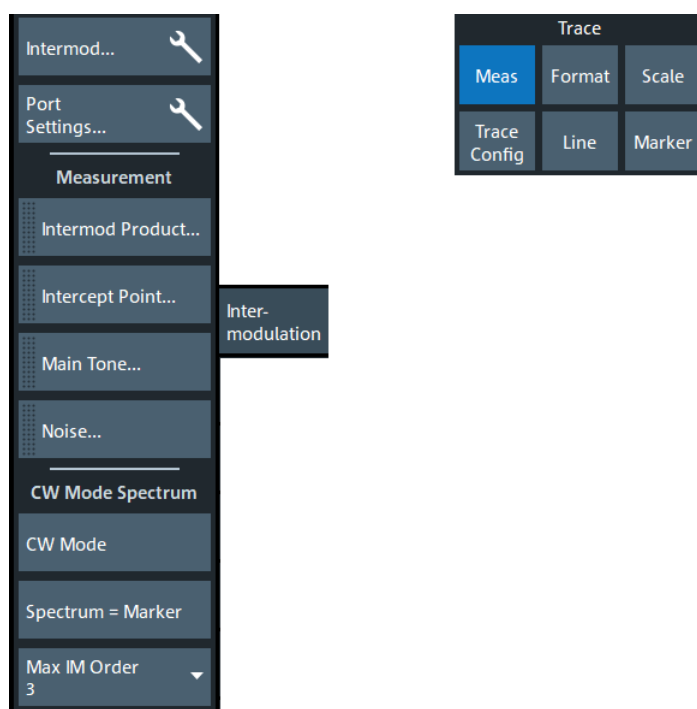 Intermod...
Port
Settings...
Measurement
Intermod Product...
Intercept Point...
Main Tone...
Noise...
CW Mode Spectrum
CW Mode
Spectrum = Marker
Max IM Order
3
Inter-
modulation
Trace
Meas Format Scale
Trace
Config Line Marker